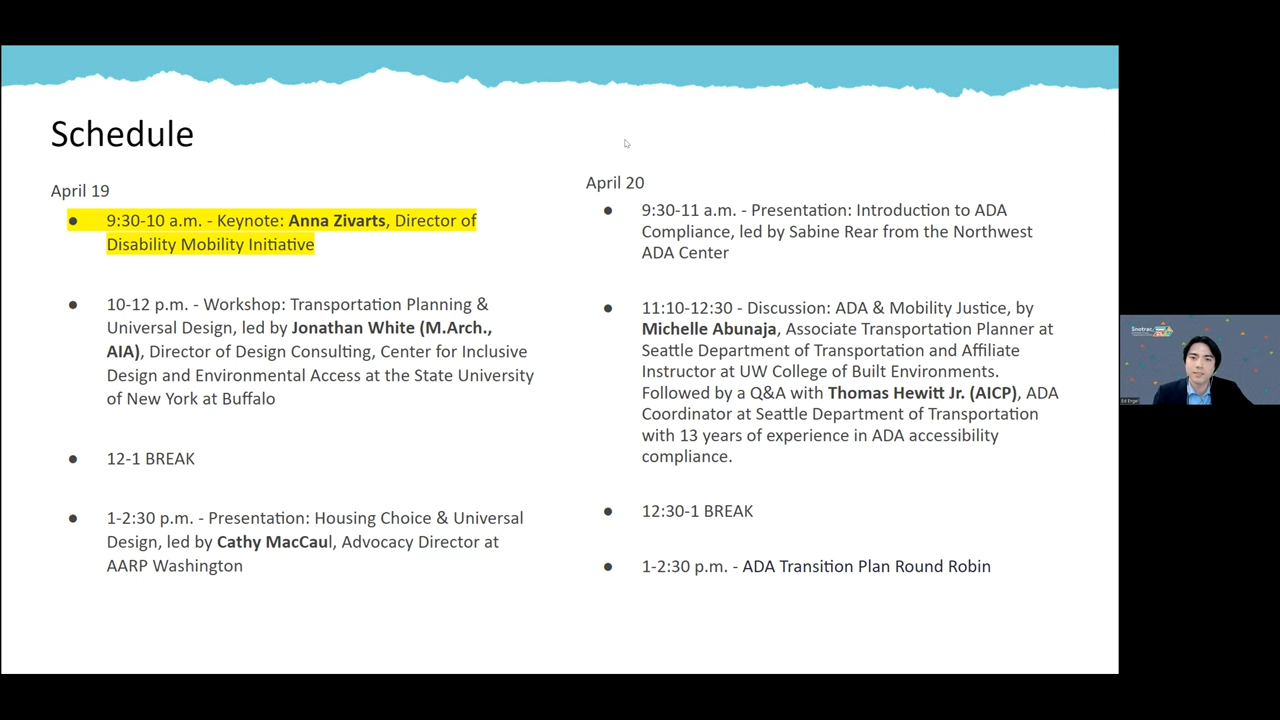 Schedule
April 19
● 9:30-10 a.m. - Keynote: Anna Zivarts, Director of
Disability Mobility Initiative
● 10-12 p.m. - Workshop: Transportation Planning &
Universal Design, led by Jonathan White (M.Arch.,
AIA), Director of Design Consulting, Center for Inclusive
Design and Environmental Access at the State University
of New York at Buffalo
● 12-1 BREAK
● 1-2:30 p.m. - Presentation: Housing Choice & Universal
Design, led by Cathy MacCaul, Advocacy Director at
AARP Washington
April 20
● 9:30-11 a.m. - Presentation: Introduction to ADA
Compliance, led by Sabine Rear from the Northwest
ADA Center
● 11:10-12:30 - Discussion: ADA & Mobility Justice, by
Michelle Abunaja, Associate Transportation Planner at
Seattle Department of Transportation and Affiliate
Instructor at UW College of Built Environments.
Followed by a Q&A with Thomas Hewitt Jr. (AICP), ADA
Coordinator at Seattle Department of Transportation
with 13 years of experience in ADA accessibility
compliance.
● 12:30-1 BREAK
● 1-2:30 p.m. - ADA Transition Plan Round Robin
Snotrac
Ed Engel